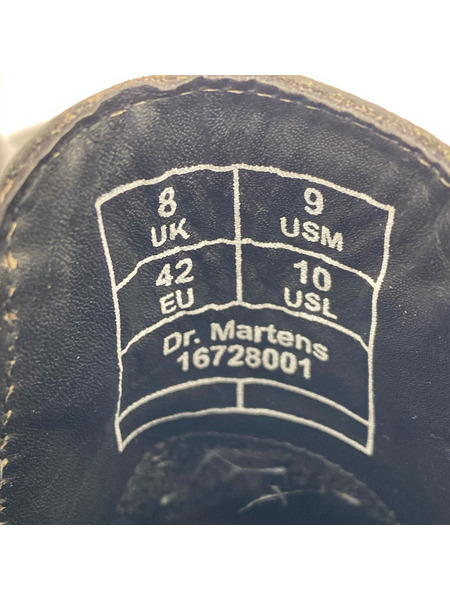 8 9
UK USM
42 10
EU USL
Dr. Martens
16728001